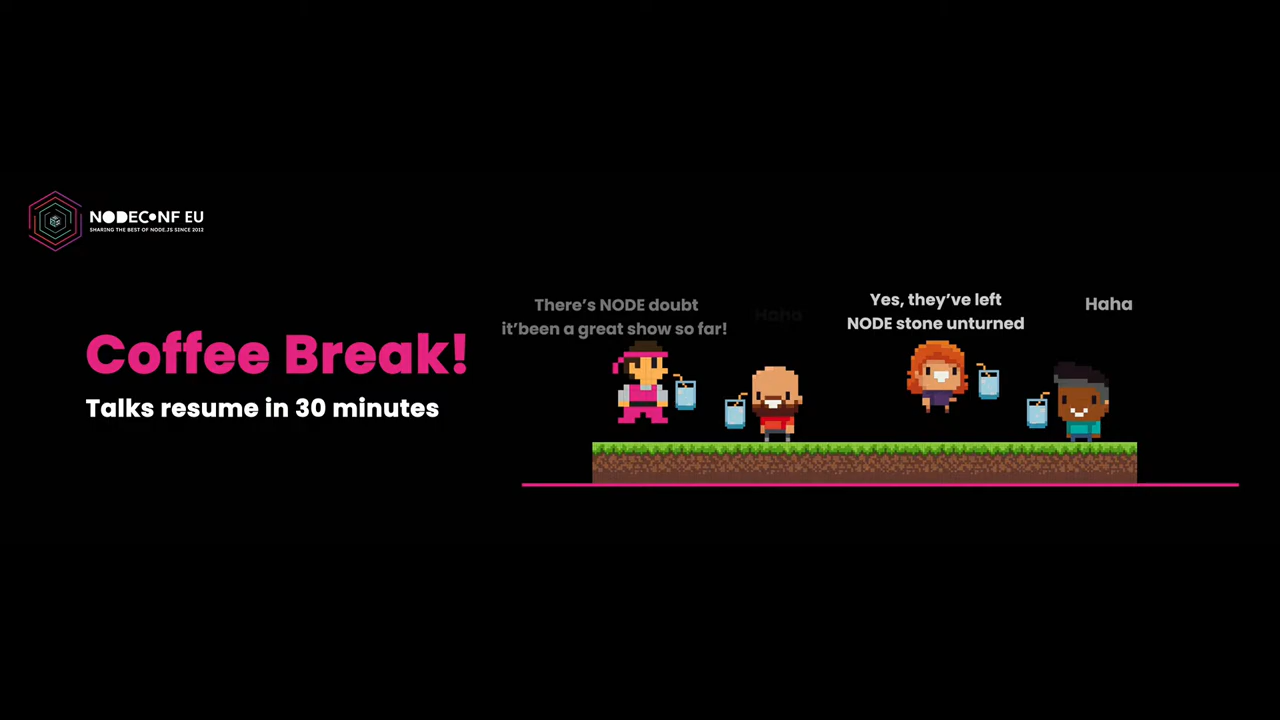 NODECONF EU
SHARING THE BEST OF NODE.JS SINCE 2012
Coffee Break!
Talks resume in 30 minutes
There's NODE doubt
it'been a great show so far!
Haha
Yes, they've left
NODE stone unturned
Haha